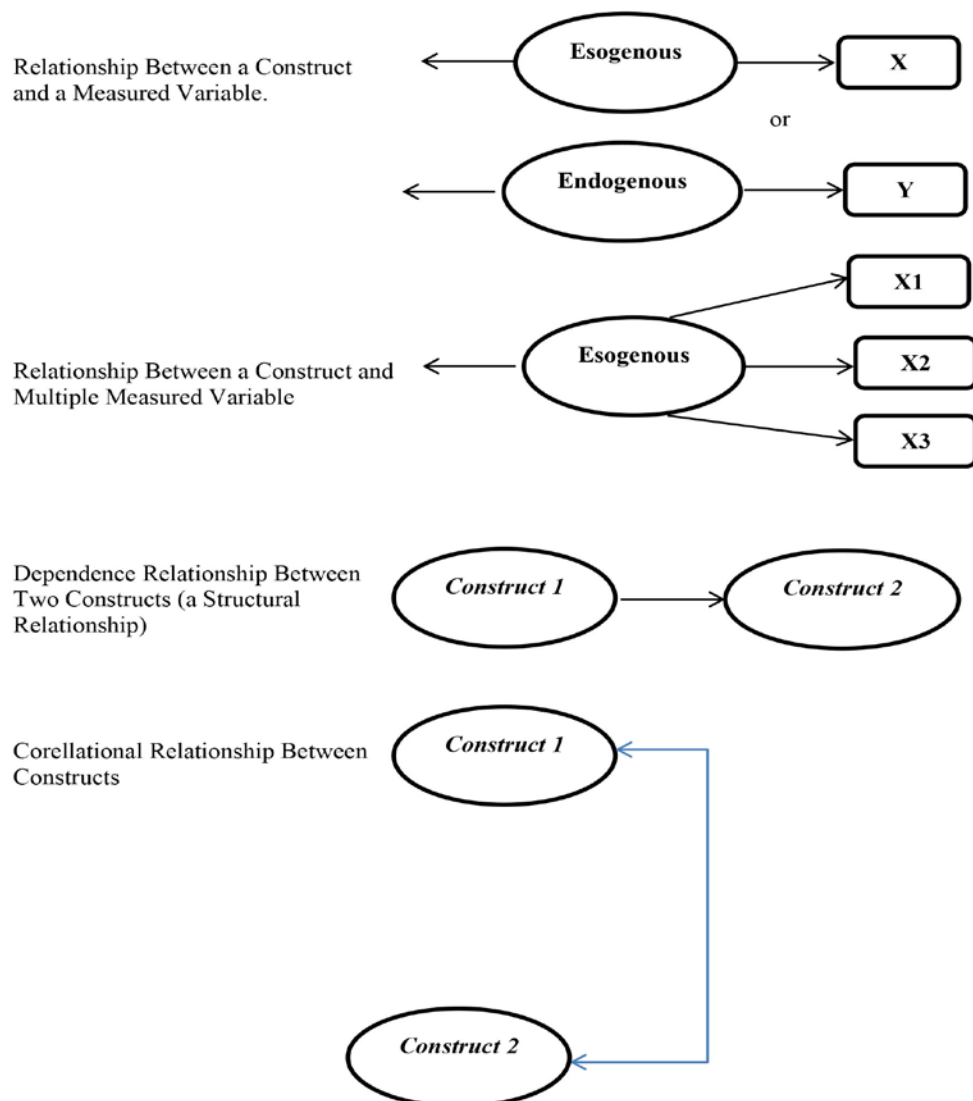 Relationship Between a Construct
and a Measured Variable.
Esogenous
X
or
Endogenous
Y
Relationship Between a Construct and
Multiple Measured Variable
Esogenous
X1
X2
X3
Dependence Relationship Between
Two Constructs (a Structural
Relationship)
Construct 1
Construct 2
Corellational Relationship Between
Constructs
Construct 1
Construct 2